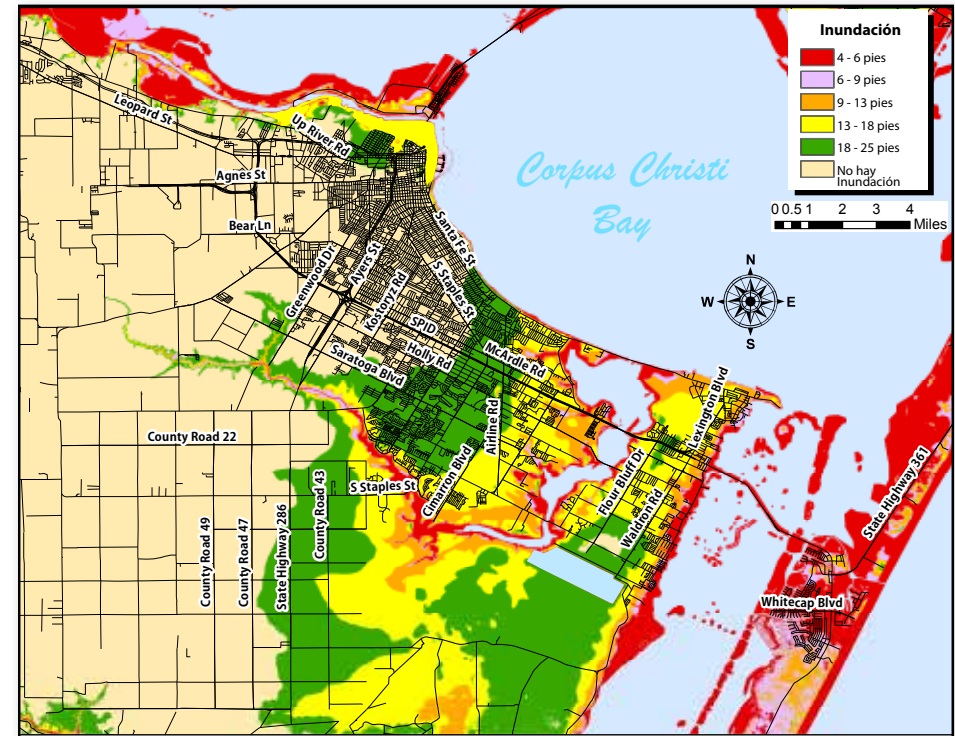 Inundación
4 - 6 pies
6 - 9 pies
9 - 13 pies
13 - 18 pies
18 - 25 pies
No hay
Inundación
0 0.5 1 2 3 4
Miles
N
W E
S
Corpus Christi
Bay
Leopard St
Up River Rd
Agnes St
Bear Ln
Greenwood Dr
Ayers St
Kostoryz Rd
Santa Fe St
S Staples St
SPID
Holly Rd
McArdle Rd
Saratoga Blvd
Airline Rd
Cimarron Blvd
Lexington Blvd
Flour Bluff Dr
Waldron Rd
State Highway 361
County Road 22
S Staples St
County Road 43
County Road 49
County Road 47
State Highway 286
Whitecap Blvd